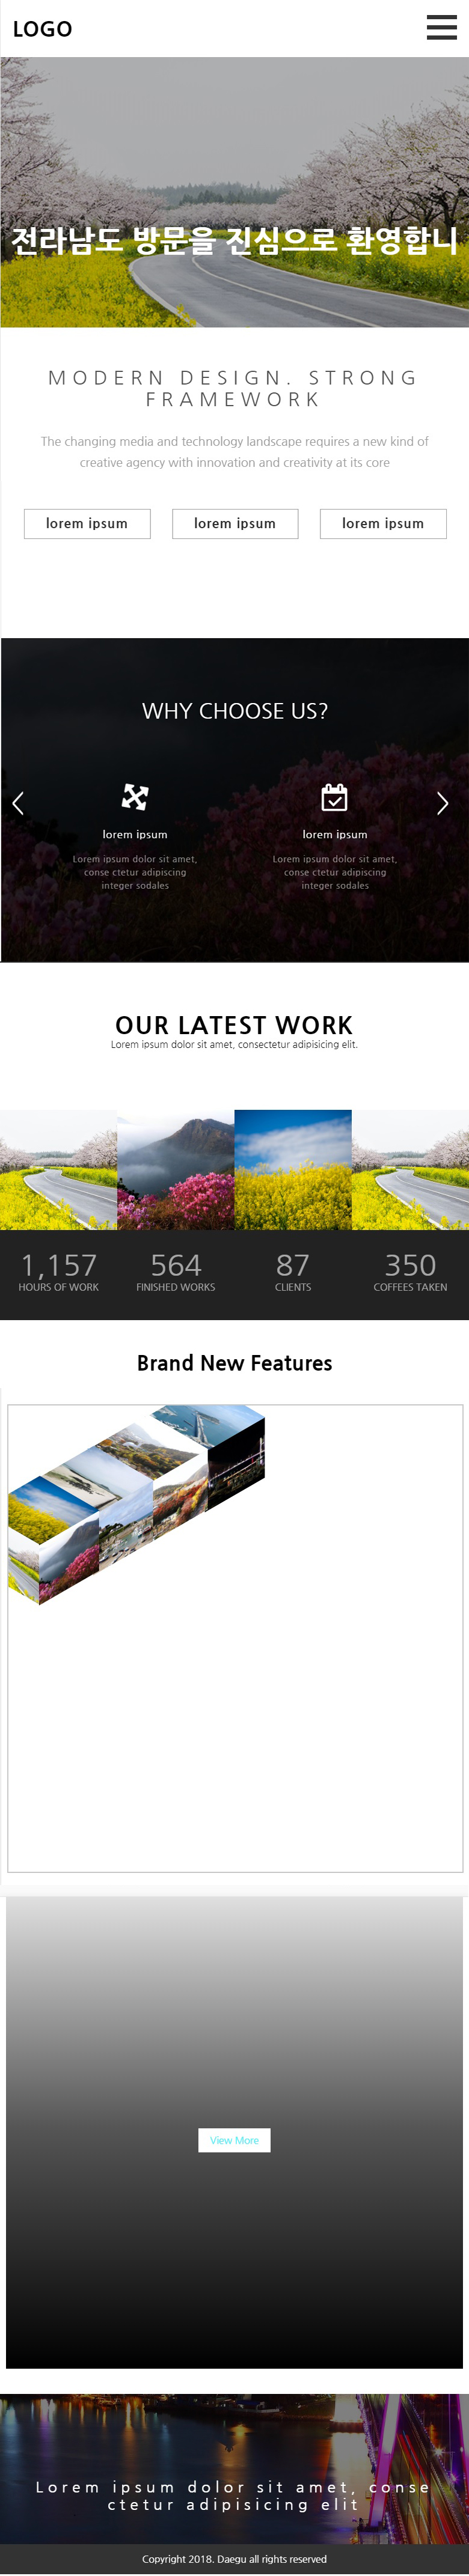 LOGO
전라남도 방문을 진심으로 환영합니
MODERN DESIGN. STRONG
FRAMEWORK
The changing media and technology landscape requires a new kind of
creative agency with innovation and creativity at its core
lorem ipsum lorem ipsum lorem ipsum
WHY CHOOSE US?
lorem ipsum lorem ipsum
Lorem ipsum dolor sit amet, Lorem ipsum dolor sit amet,
conse ctetur adipiscing conse ctetur adipiscing
integer sodales integer sodales
OUR LATEST WORK
Lorem ipsum dolor sit amet, consectetur adipisicing elit.
1,157 564 87 350
HOURS OF WORK FINISHED WORKS CLIENTS COFFEES TAKEN
Brand New Features
View More
Lorem ipsum dolor sit amet, conse
ctetur adipisicing elit
Copyright 2018. Daegu all rights reserved